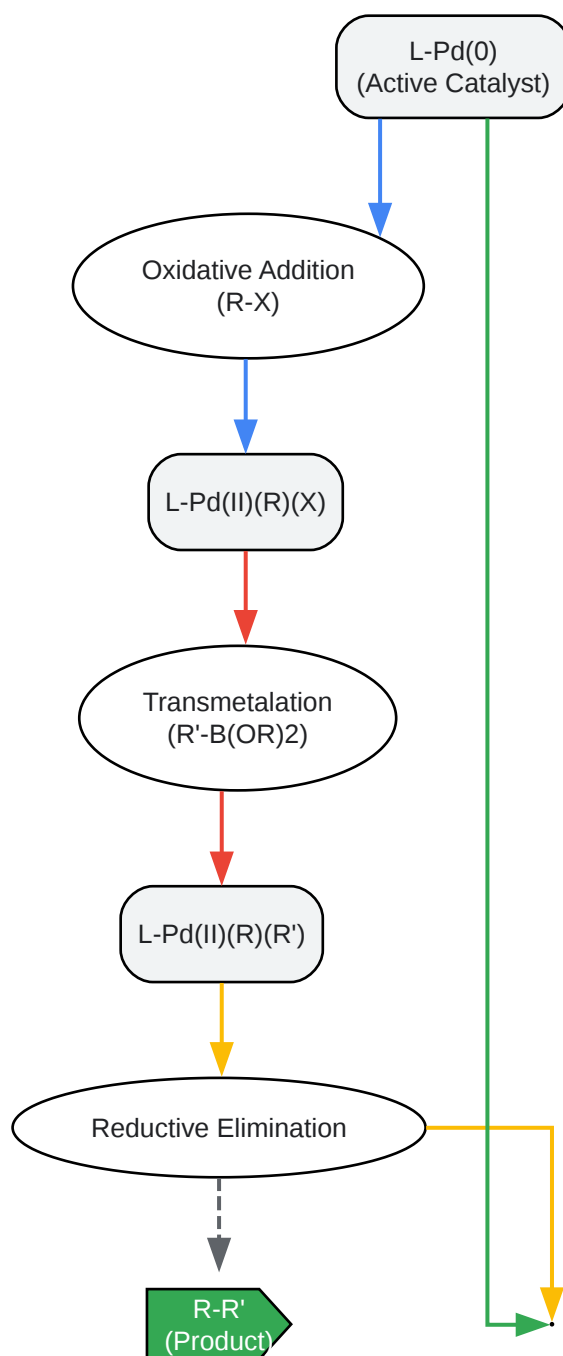 L-Pd(0)
(Active Catalyst)
Oxidative Addition
(R-X)
L-Pd(II)(R)(X)
Transmetalation
(R'-B(OR)2)
L-Pd(II)(R)(R')
Reductive Elimination
R-R'
(Product)